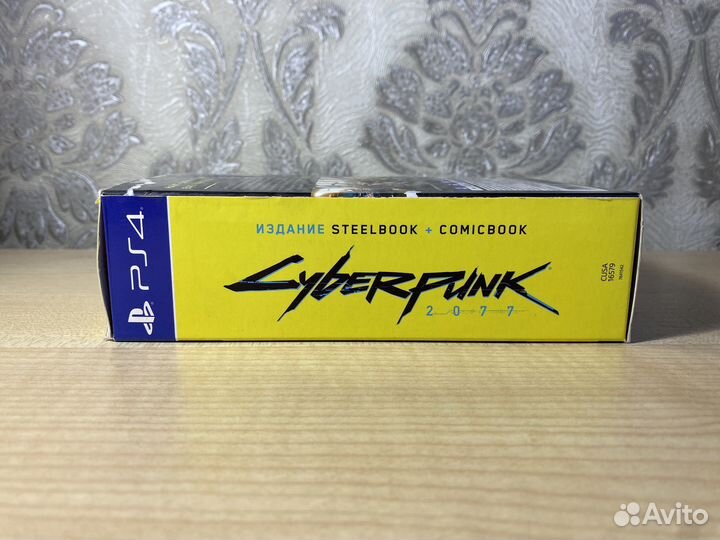 PS4
ИЗДАНИЕ STEELBOOK + COMICBOOK
CYBERPUNK
2077
CUSA
16579
Avito